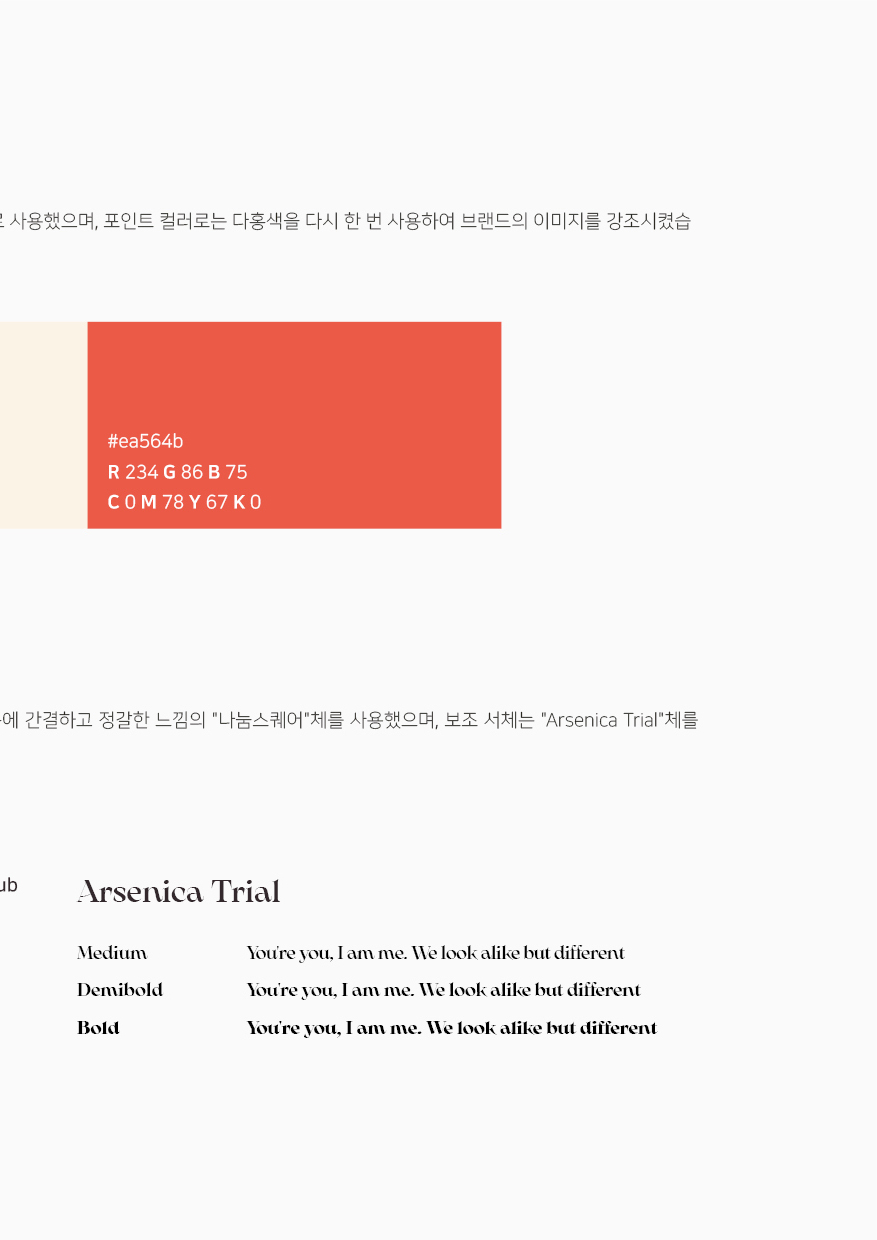 사용했으며, 포인트 컬러로는 다홍색을 다시 한 번 사용하여 브랜드의 이미지를 강조시켰습
#ea564b
R 234 G 86 B 75
C 0 M 78 Y 67 K 0
에 간결하고 정갈한 느낌의 "나눔스퀘어"체를 사용했으며, 보조 서체는 "Arsenica Trial"체를
ub
Arsenica Trial
Medium You're you, I am me. We look alike but different
Demibold You're you, I am me. We look alike but different
Bold You're you, I am me. We look alike but different